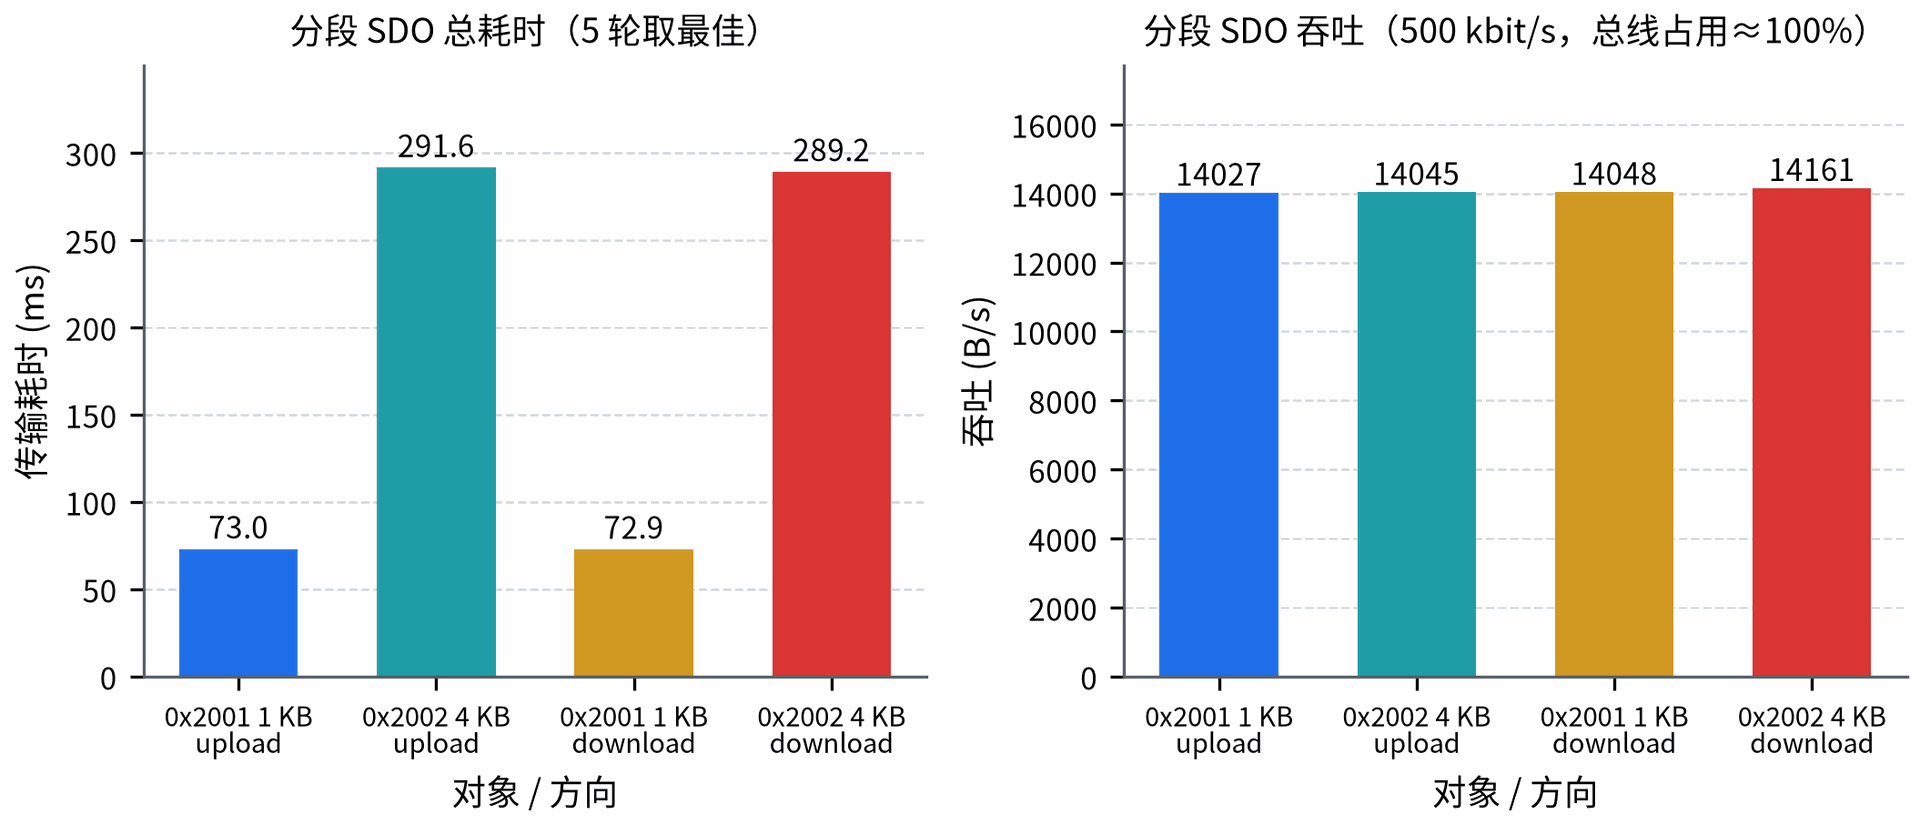 分段 SDO 总耗时（5 轮取最佳）
传输耗时 (ms)
300
250
200
150
100
50
0
73.0
291.6
72.9
289.2
0x2001 1 KB
upload
0x2002 4 KB
upload
0x2001 1 KB
download
0x2002 4 KB
download
对象 / 方向
分段 SDO 吞吐（500 kbit/s，总线占用≈100%）
吞吐 (B/s)
16000
14000
12000
10000
8000
6000
4000
2000
0
14027
14045
14048
14161
0x2001 1 KB
upload
0x2002 4 KB
upload
0x2001 1 KB
download
0x2002 4 KB
download
对象 / 方向